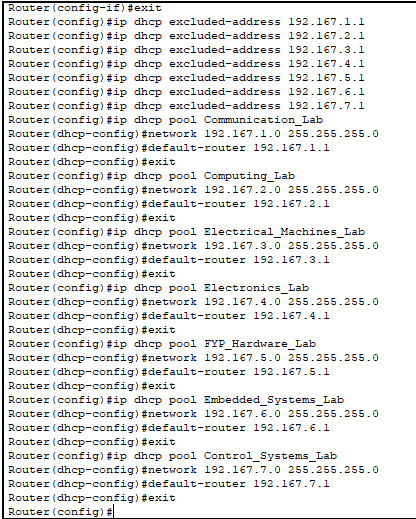 Router(config-if)#exit
Router(config)#ip dhcp excluded-address 192.167.1.1
Router(config)#ip dhcp excluded-address 192.167.2.1
Router(config)#ip dhcp excluded-address 192.167.3.1
Router(config)#ip dhcp excluded-address 192.167.4.1
Router(config)#ip dhcp excluded-address 192.167.5.1
Router(config)#ip dhcp excluded-address 192.167.6.1
Router(config)#ip dhcp excluded-address 192.167.7.1
Router(config)#ip dhcp pool Communication_Lab
Router(dhcp-config)#network 192.167.1.0 255.255.255.0
Router(dhcp-config)#default-router 192.167.1.1
Router(dhcp-config)#exit
Router(config)#ip dhcp pool Computing_Lab
Router(dhcp-config)#network 192.167.2.0 255.255.255.0
Router(dhcp-config)#default-router 192.167.2.1
Router(dhcp-config)#exit
Router(config)#ip dhcp pool Electrical_Machines_Lab
Router(dhcp-config)#network 192.167.3.0 255.255.255.0
Router(dhcp-config)#default-router 192.167.3.1
Router(dhcp-config)#exit
Router(config)#ip dhcp pool Electronics_Lab
Router(dhcp-config)#network 192.167.4.0 255.255.255.0
Router(dhcp-config)#default-router 192.167.4.1
Router(dhcp-config)#exit
Router(config)#ip dhcp pool FYP_Hardware_Lab
Router(dhcp-config)#network 192.167.5.0 255.255.255.0
Router(dhcp-config)#default-router 192.167.5.1
Router(dhcp-config)#exit
Router(config)#ip dhcp pool Embedded_Systems_Lab
Router(dhcp-config)#network 192.167.6.0 255.255.255.0
Router(dhcp-config)#default-router 192.167.6.1
Router(dhcp-config)#exit
Router(config)#ip dhcp pool Control_Systems_Lab
Router(dhcp-config)#network 192.167.7.0 255.255.255.0
Router(dhcp-config)#default-router 192.167.7.1
Router(dhcp-config)#exit
Router(config)#